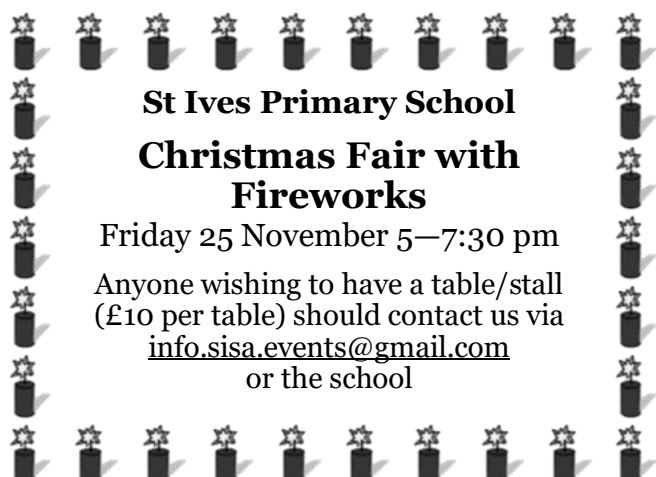 St Ives Primary School
Christmas Fair with
Fireworks
Friday 25 November 5—7:30 pm
Anyone wishing to have a table/stall
(£10 per table) should contact us via
info.sisa.events@gmail.com
or the school